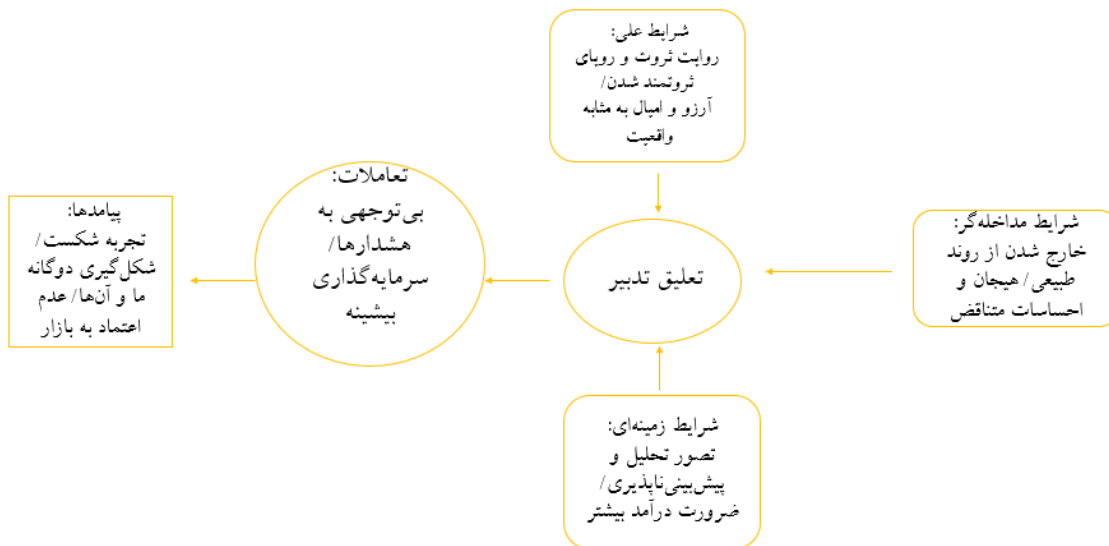 شرایط علی:
روایت ثروت و رویای
ثروتمند شدن/
آرزو و امیال به مثابه
واقعیت
شرایط مداخله‌گر:
خارج شدن از روند
طبیعی/ هیجان و
احساسات متناقض
تعلیق تدبیر
تعاملات:
بی‌توجهی به
هشدارها/
سرمایه‌گذاری
بیشینه
پیامدها:
تجربه شکست/
شکل‌گیری دوگانه
ما و آن‌ها/ عدم
اعتماد به بازار
شرایط زمینه‌ای:
تصور تحلیل و
پیش‌بینی‌ناپذیری/
ضرورت درآمد بیشتر